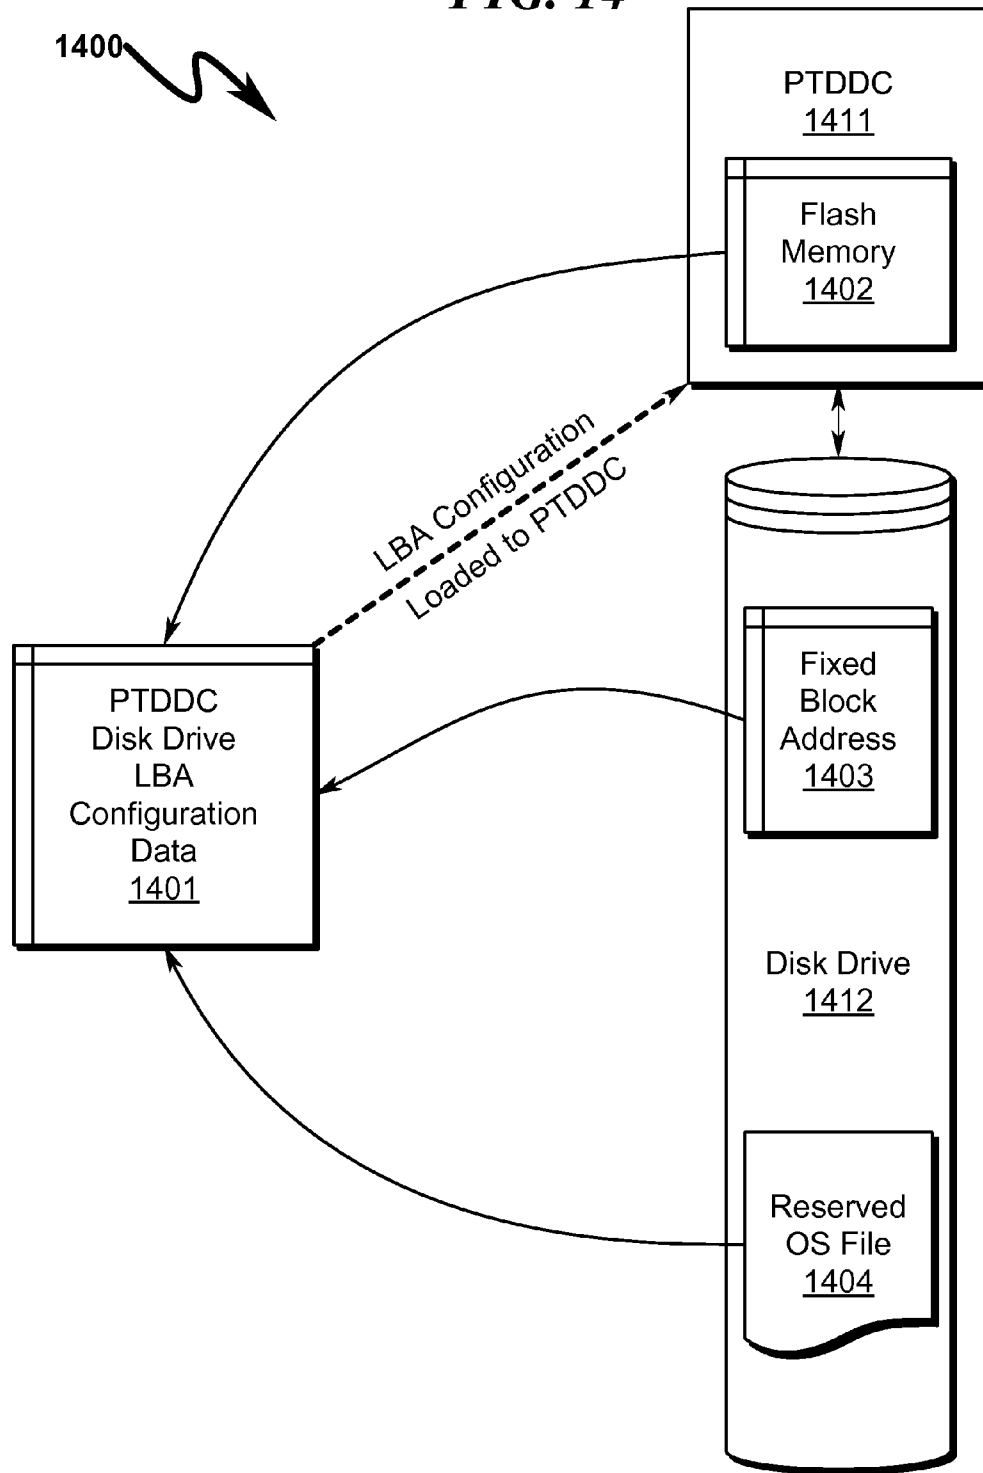 FIG. 14
1400
PTDDC
1411
Flash
Memory
1402
LBA Configuration
Loaded to PTDDC
Fixed
Block
Address
1403
PTDDC
Disk Drive
LBA
Configuration
Data
1401
Disk Drive
1412
Reserved
OS File
1404